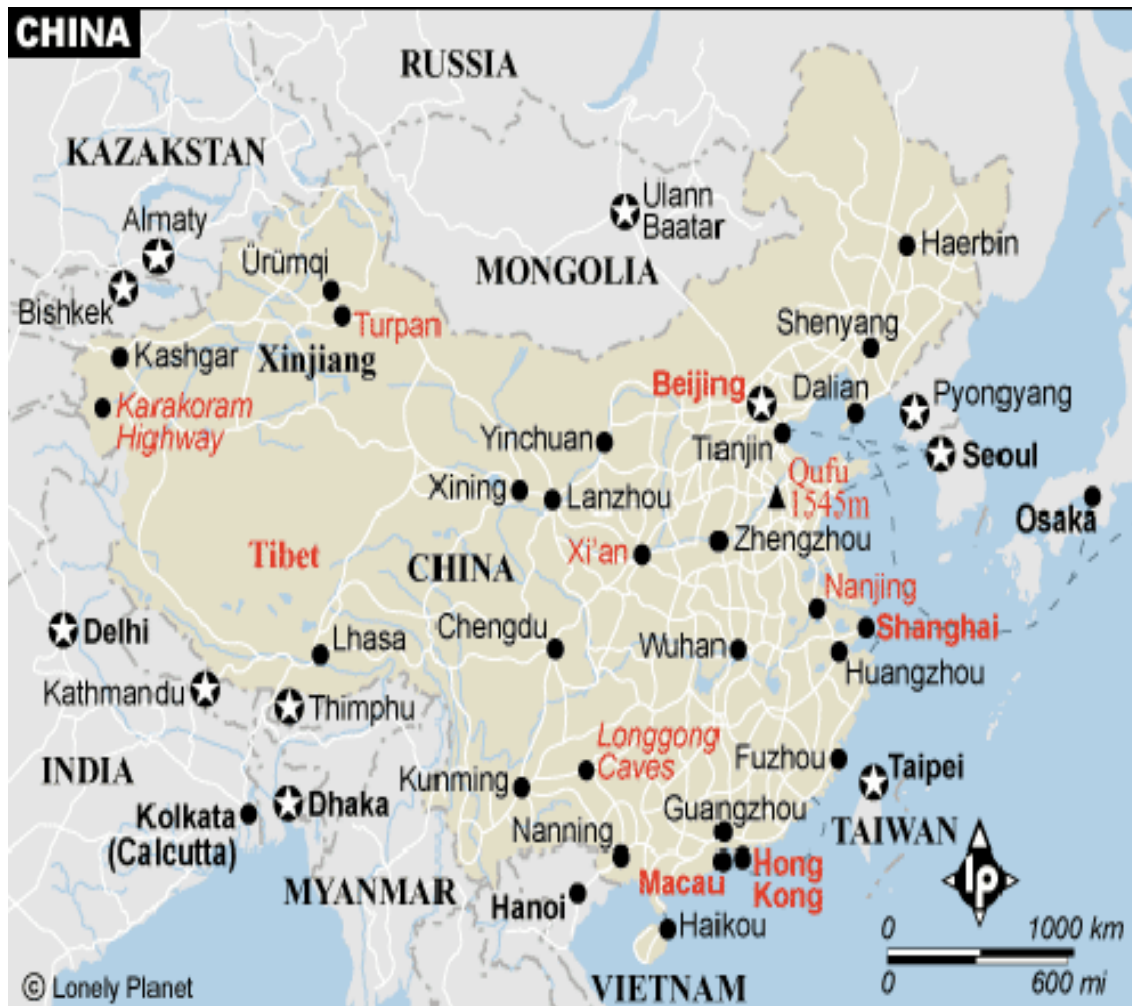 CHINA
RUSSIA
KAZAKSTAN
Almaty
Ulann
Baatar
Ürümqi
MONGOLIA
Haerbin
Bishkek
Turpan
Shenyang
Kashgar
Xinjiang
Beijing
Dalian
Pyongyang
Karakoram
Highway
Yinchuan
Tianjin
Seoul
Qufu
1545m
Xining
Lanzhou
Osaka
Tibet
CHINA
Xi'an
Zhengzhou
Nanjing
Delhi
Lhasa
Chengdu
Wuhan
Shanghai
Huangzhou
Kathmandu
Thimphu
Longgong
Caves
INDIA
Kunming
Fuzhou
Taipei
Dhaka
Kolkata
(Calcutta)
Guangzhou
TAIWAN
Nanning
MYANMAR
Hanoi
Macau
Hong
Kong
lp
Haikou
0 1000 km
0 600 mi
© Lonely Planet
VIETNAM